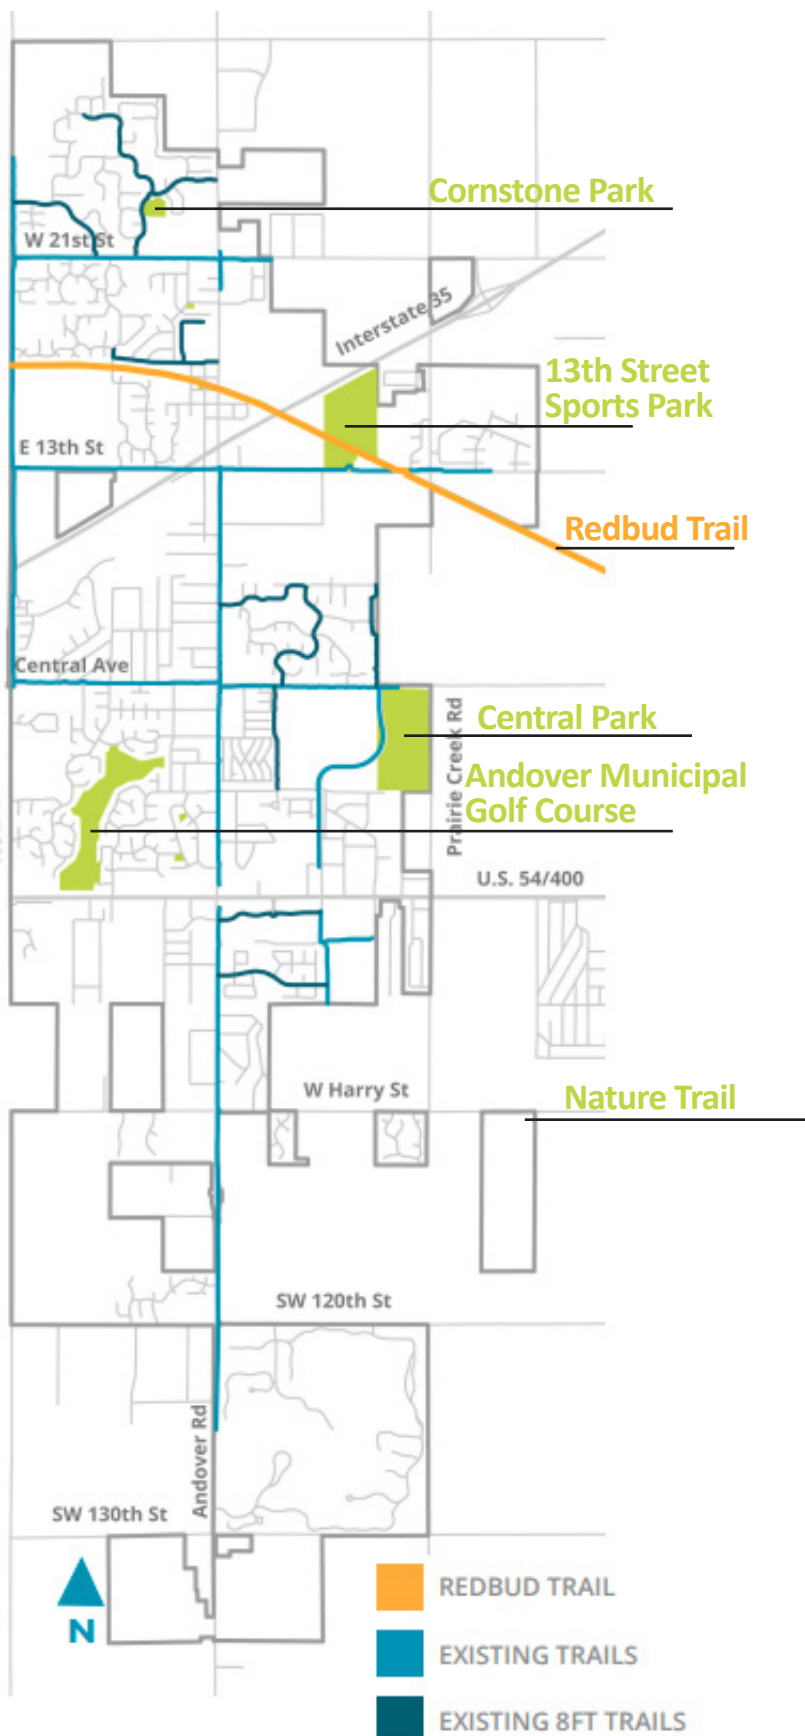 Cornstone Park
W 21st St
Interstate 35
13th Street
Sports Park
E 13th St
Redbud Trail
Central Ave
Prairie Creek Rd
Central Park
Andover Municipal
Golf Course
U.S. 54/400
W Harry St
Nature Trail
SW 120th St
Andover Rd
SW 130th St
N
REDBUD TRAIL
EXISTING TRAILS
EXISTING 8FT TRAILS